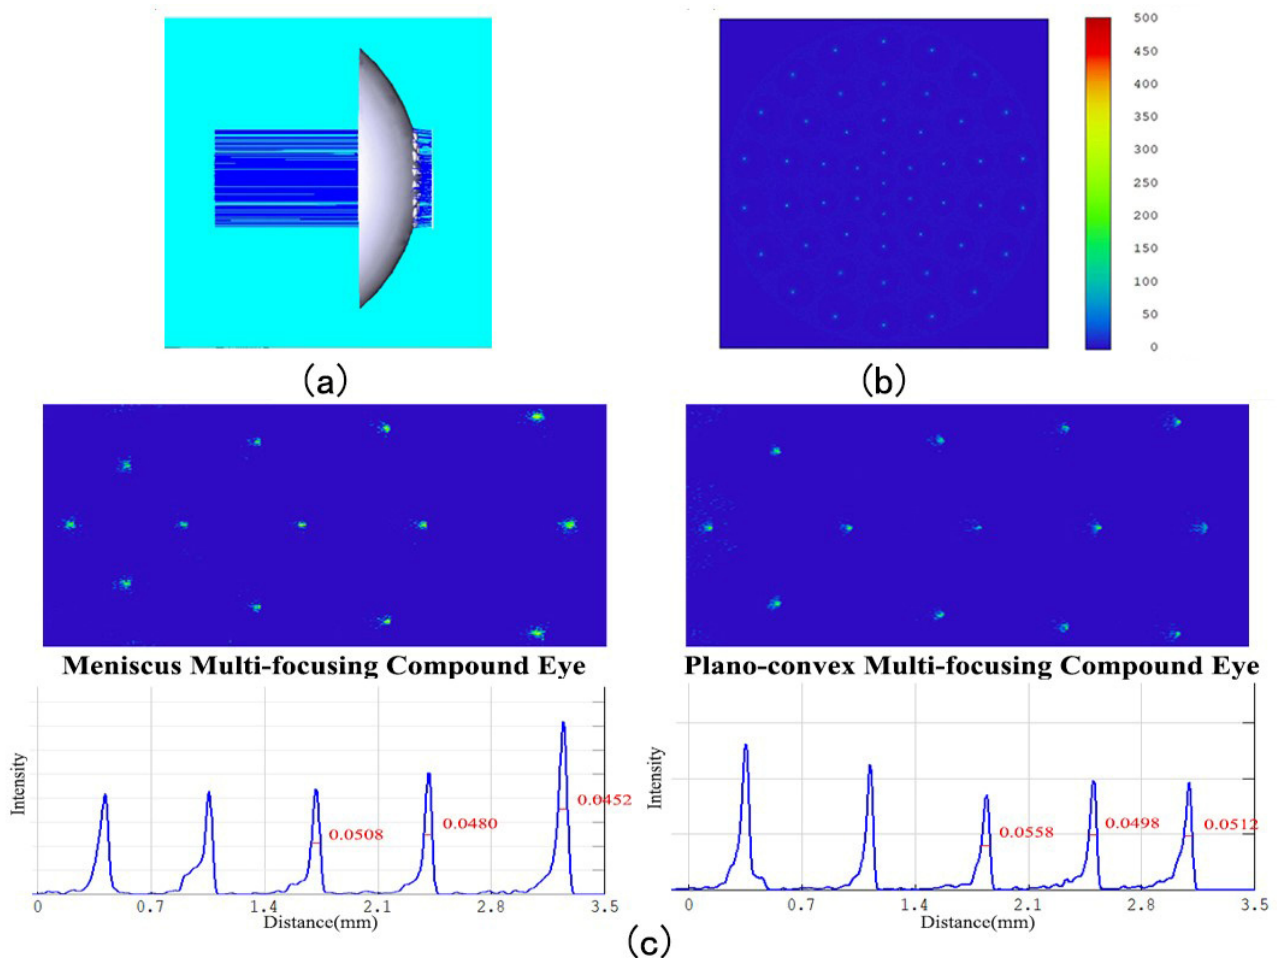 500
450
400
350
300
250
200
150
100
50
0
(a)
(b)
Meniscus Multi-focusing Compound Eye
Plano-convex Multi-focusing Compound Eye
Intensity
0.0508
0.0480
0.0452
0 0.7 1.4 2.1 2.8 3.5
Distance(mm)
Intensity
0.0558
0.0498
0.0512
0 0.7 1.4 2.1 2.8 3.5
Distance(mm)
(c)